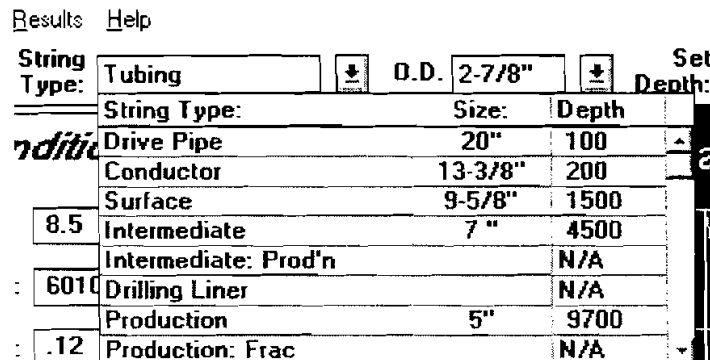 Results Help
String Type: Tubing O.D. 2-7/8" Set Depth:
String Type: Size: Depth
Drive Pipe 20" 100
Conductor 13-3/8" 200
Surface 9-5/8" 1500
8.5 Intermediate 7 " 4500
Intermediate: Prod'n N/A
: Drilling Liner N/A
Production 5" 9700
: .12 Production: Frac N/A